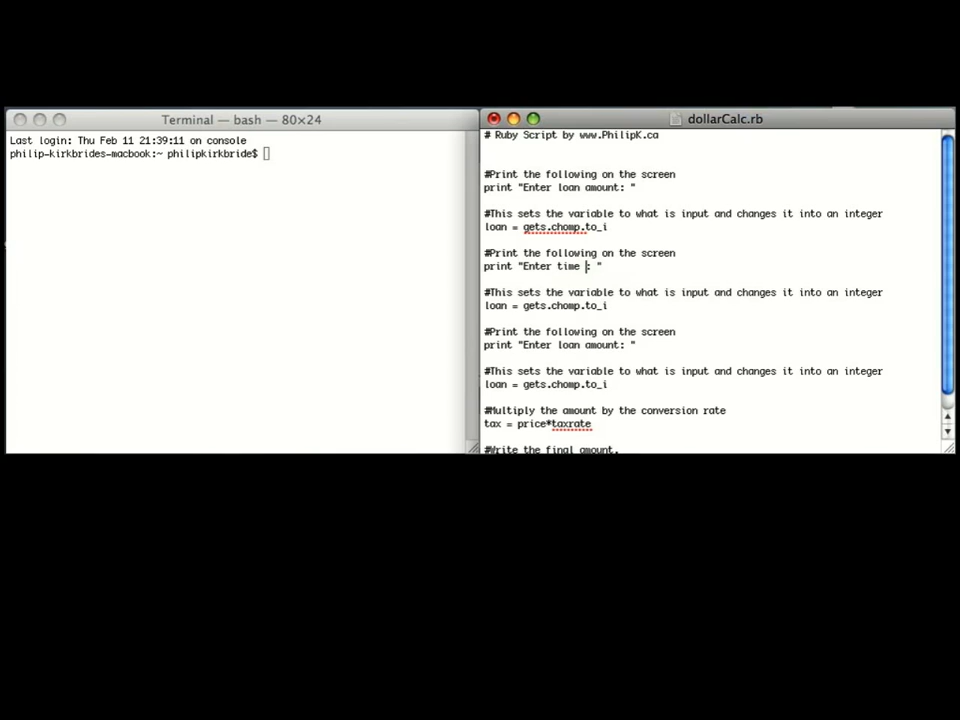 Terminal — bash — 80×24
Last login: Thu Feb 11 21:39:11 on console
philip-kirkbrides-macbook:~ philipkirkbride$
dollarCalc.rb
# Ruby Script by www.PhilipK.ca
#Print the following on the screen
print "Enter loan amount: "
#This sets the variable to what is input and changes it into an integer
loan = gets.chomp.to_i
#Print the following on the screen
print "Enter time : "
#This sets the variable to what is input and changes it into an integer
loan = gets.chomp.to_i
#Print the following on the screen
print "Enter loan amount: "
#This sets the variable to what is input and changes it into an integer
loan = gets.chomp.to_i
#Multiply the amount by the conversion rate
tax = price*taxrate
#Write the final amount.